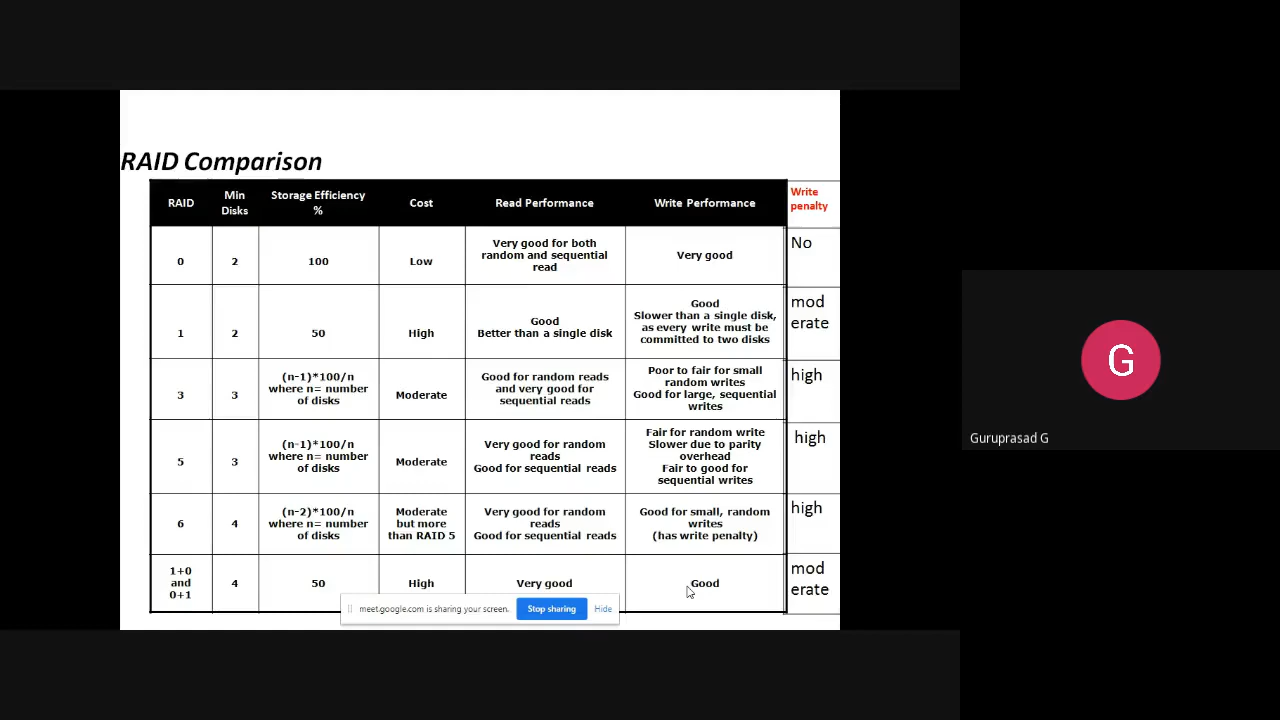 RAID Comparison
RAID
Min
Disks
Storage Efficiency
%
Cost
Read Performance
Write Performance
Write
penalty
0
2
100
Low
Very good for both
random and sequential
read
Very good
No
1
2
50
High
Good
Better than a single disk
Good
Slower than a single disk,
as every write must be
committed to two disks
mod
erate
3
3
(n-1)*100/n
where n= number
of disks
Moderate
Good for random reads
and very good for
sequential reads
Poor to fair for small
random writes
Good for large, sequential
writes
high
5
3
(n-1)*100/n
where n= number
of disks
Moderate
Very good for random
reads
Good for sequential reads
Fair for random write
Slower due to parity
overhead
Fair to good for
sequential writes
high
6
4
(n-2)*100/n
where n= number
of disks
Moderate
but more
than RAID 5
Very good for random
reads
Good for sequential reads
Good for small, random
writes
(has write penalty)
high
1+0
and
0+1
4
50
High
Very good
Good
mod
erate
meet.google.com is sharing your screen.
Stop sharing
Hide
G
Guruprasad G